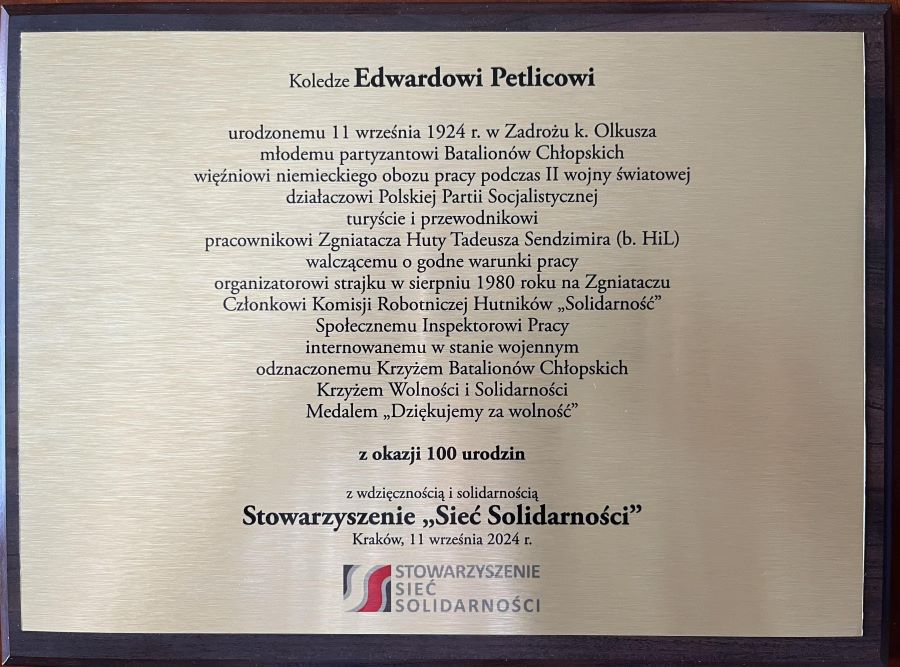 Koledze Edwardowi Petlicowi
urodzonemu 11 września 1924 r. w Zadrożu k. Olkusza
młodemu partyzantowi Batalionów Chłopskich
więźniowi niemieckiego obozu pracy podczas II wojny światowej
działaczowi Polskiej Partii Socjalistycznej
turyście i przewodnikowi
pracownikowi Zgniatacza Huty Tadeusza Sendzimira (b. HiL)
walczącemu o godne warunki pracy
organizatorowi strajku w sierpniu 1980 roku na Zgniataczu
Członkowi Komisji Robotniczej Hutników „Solidarność”
Społecznemu Inspektorowi Pracy
internowanemu w stanie wojennym
odznaczonemu Krzyżem Batalionów Chłopskich
Krzyżem Wolności i Solidarności
Medalem „Dziękujemy za wolność”
z okazji 100 urodzin
z wdzięcznością i solidarnością
Stowarzyszenie „Sieć Solidarności”
Kraków, 11 września 2024 r.
STOWARZYSZENIE
SIEĆ
SOLIDARNOŚCI